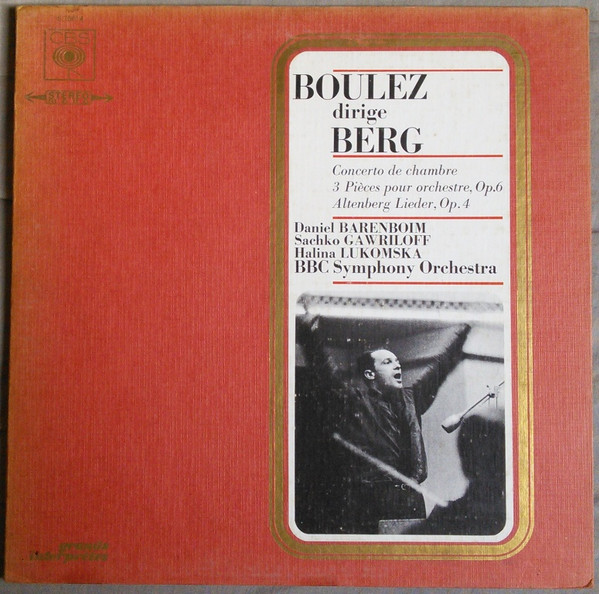 CBS
STEREO
BOULEZ
dirige
BERG
Concerto de chambre
3 Pièces pour orchestre, Op.6
Altenberg Lieder, Op. 4
Daniel BARENBOIM
Sachko GAWRILOFF
Halina LUKOMSKA
BBC Symphony Orchestra